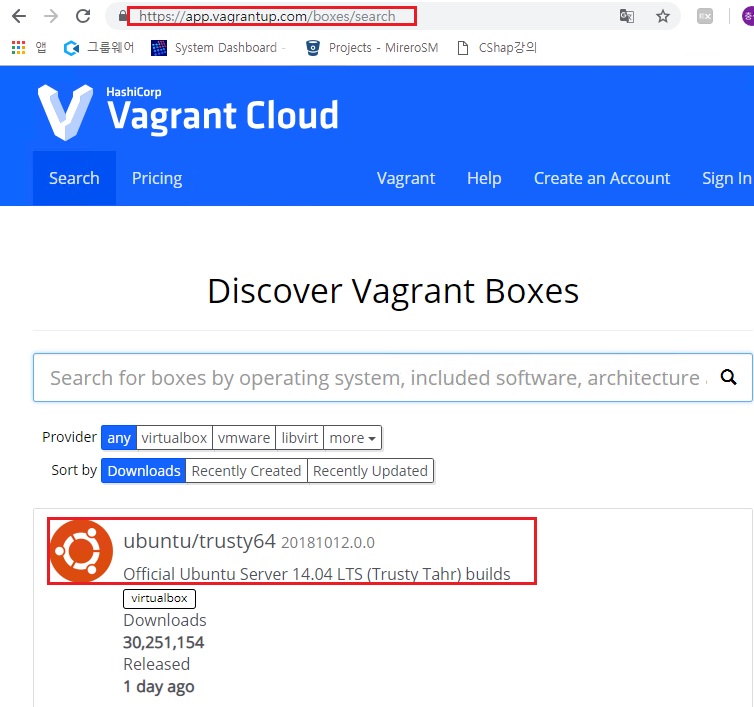 https://app.vagrantup.com/boxes/search
앱 그룹웨어 System Dashboard - Projects - MireroSM CShap강의
HashiCorp
Vagrant Cloud
Search Pricing Vagrant Help Create an Account Sign In
Discover Vagrant Boxes
Search for boxes by operating system, included software, architecture
Provider any virtualbox vmware libvirt more
Sort by Downloads Recently Created Recently Updated
ubuntu/trusty64 20181012.0.0
Official Ubuntu Server 14.04 LTS (Trusty Tahr) builds
virtualbox
Downloads
30,251,154
Released
1 day ago